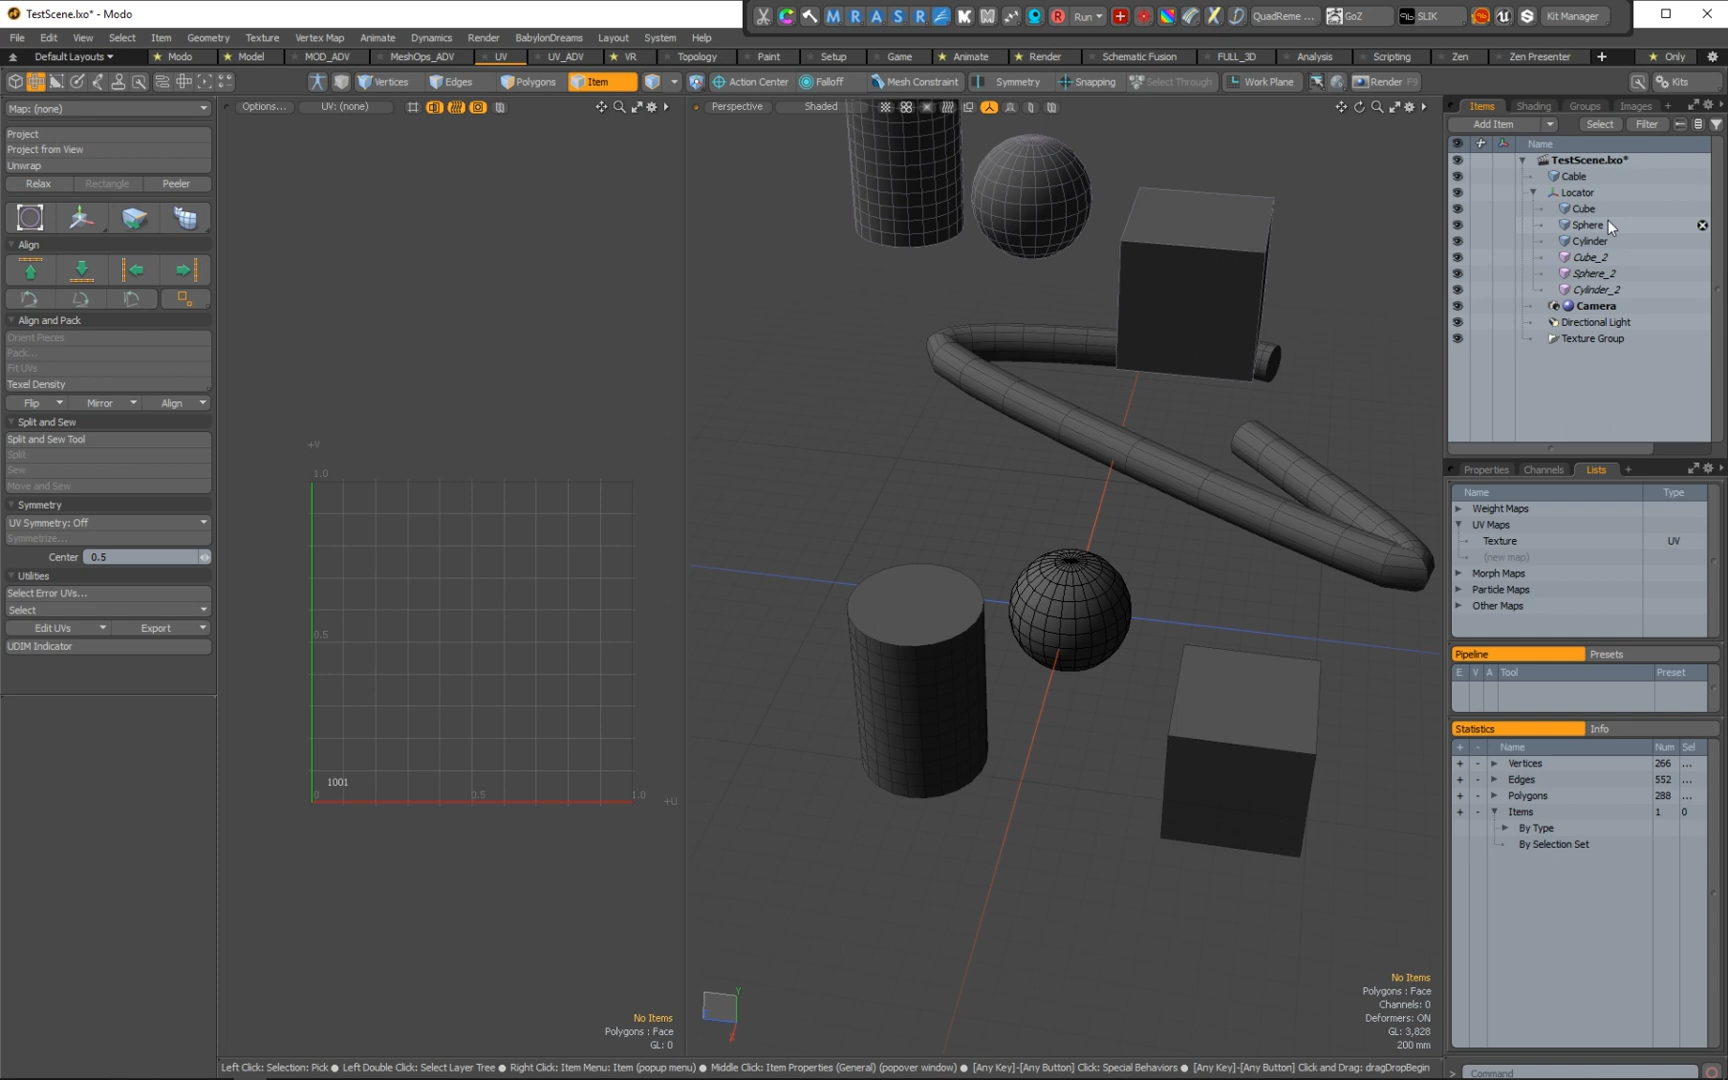 TestScene.lxo* - Modo
Run
QuadReme ...
GoZ
SLIK
Kit Manager
File Edit View Select Item Geometry Texture Vertex Map Animate Dynamics Render BabylonDreams Layout System Help
Default Layouts Modo Model MOD_ADV MeshOps_ADV UV UV_ADV VR Topology Paint Setup Game Animate Render Schematic Fusion FULL_3D Analysis Scripting Zen Zen Presenter Only
Vertices Edges Polygons Item Action Center Falloff Mesh Constraint Symmetry Snapping Select Through Work Plane Render F9 Kits
Map: (none)
Project
Project from View
Unwrap
Relax Rectangle Peeler
Align
Align and Pack
Orient Pieces
Pack...
Fit UVs
Texel Density
Flip Mirror Align
Split and Sew
Split and Sew Tool
Split
Sew
Move and Sew
Symmetry
UV Symmetry: Off
Symmetrize...
Center 0.5
Utilities
Select Error UVs...
Select
Edit UVs Export
UDIM Indicator
Options... UV: (none)
+V
1.0
0.5
1001
0 0.5 1.0 +U
No Items
Polygons : Face
GL: 0
Perspective Shaded
Y
No Items
Polygons : Face
Channels: 0
Deformers: ON
GL: 3,828
200 mm
Items Shading Groups Images +
Add Item Select Filter
Name
TestScene.lxo*
Cable
Locator
Cube
Sphere
Cylinder
Cube_2
Sphere_2
Cylinder_2
Camera
Directional Light
Texture Group
Properties Channels Lists +
Name Type
Weight Maps
UV Maps
Texture UV
(new map)
Morph Maps
Particle Maps
Other Maps
Pipeline Presets
E V A Tool Preset
Statistics Info
+ - Name Num Sel
+ - Vertices 266 ...
+ - Edges 552 ...
+ - Polygons 288 ...
+ - Items 1 0
By Type
By Selection Set
Left Click: Selection: Pick ● Left Double Click: Select Layer Tree ● Right Click: Item Menu: Item (popup menu) ● Middle Click: Item Properties (General) (popover window) ● [Any Key]-[Any Button] Click: Special Behaviors ● [Any Key]-[Any Button] Click and Drag: dragDropBegin
> Command